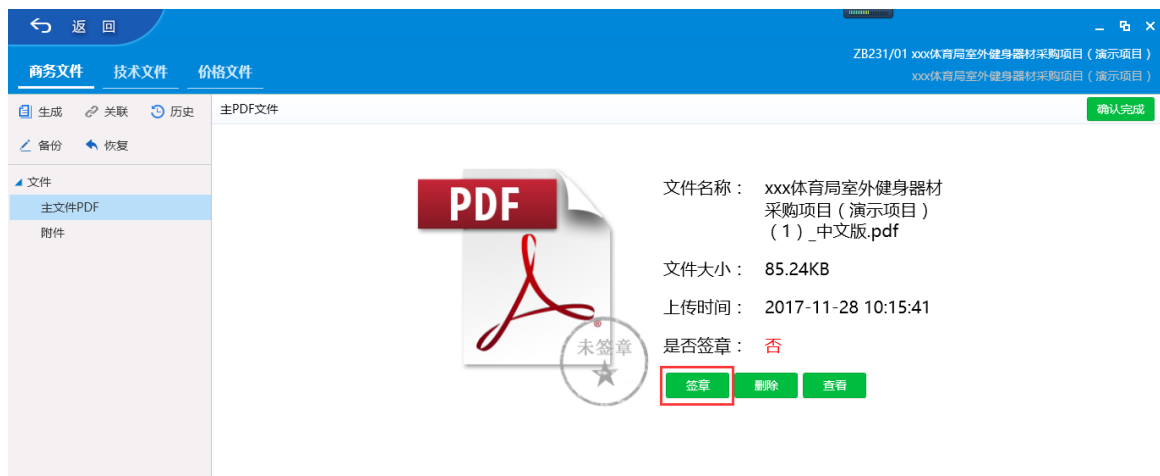 返 回
ZB231/01 xxx体育局室外健身器材采购项目（演示项目）
xxx体育局室外健身器材采购项目（演示项目）
商务文件 技术文件 价格文件
生成 关联 历史
备份 恢复
主PDF文件 确认完成
文件
主文件PDF
附件
PDF
文件名称： xxx体育局室外健身器材
采购项目（演示项目）
（1）_中文版.pdf
文件大小： 85.24KB
上传时间： 2017-11-28 10:15:41
是否签章： 否
未签章
签章 删除 查看